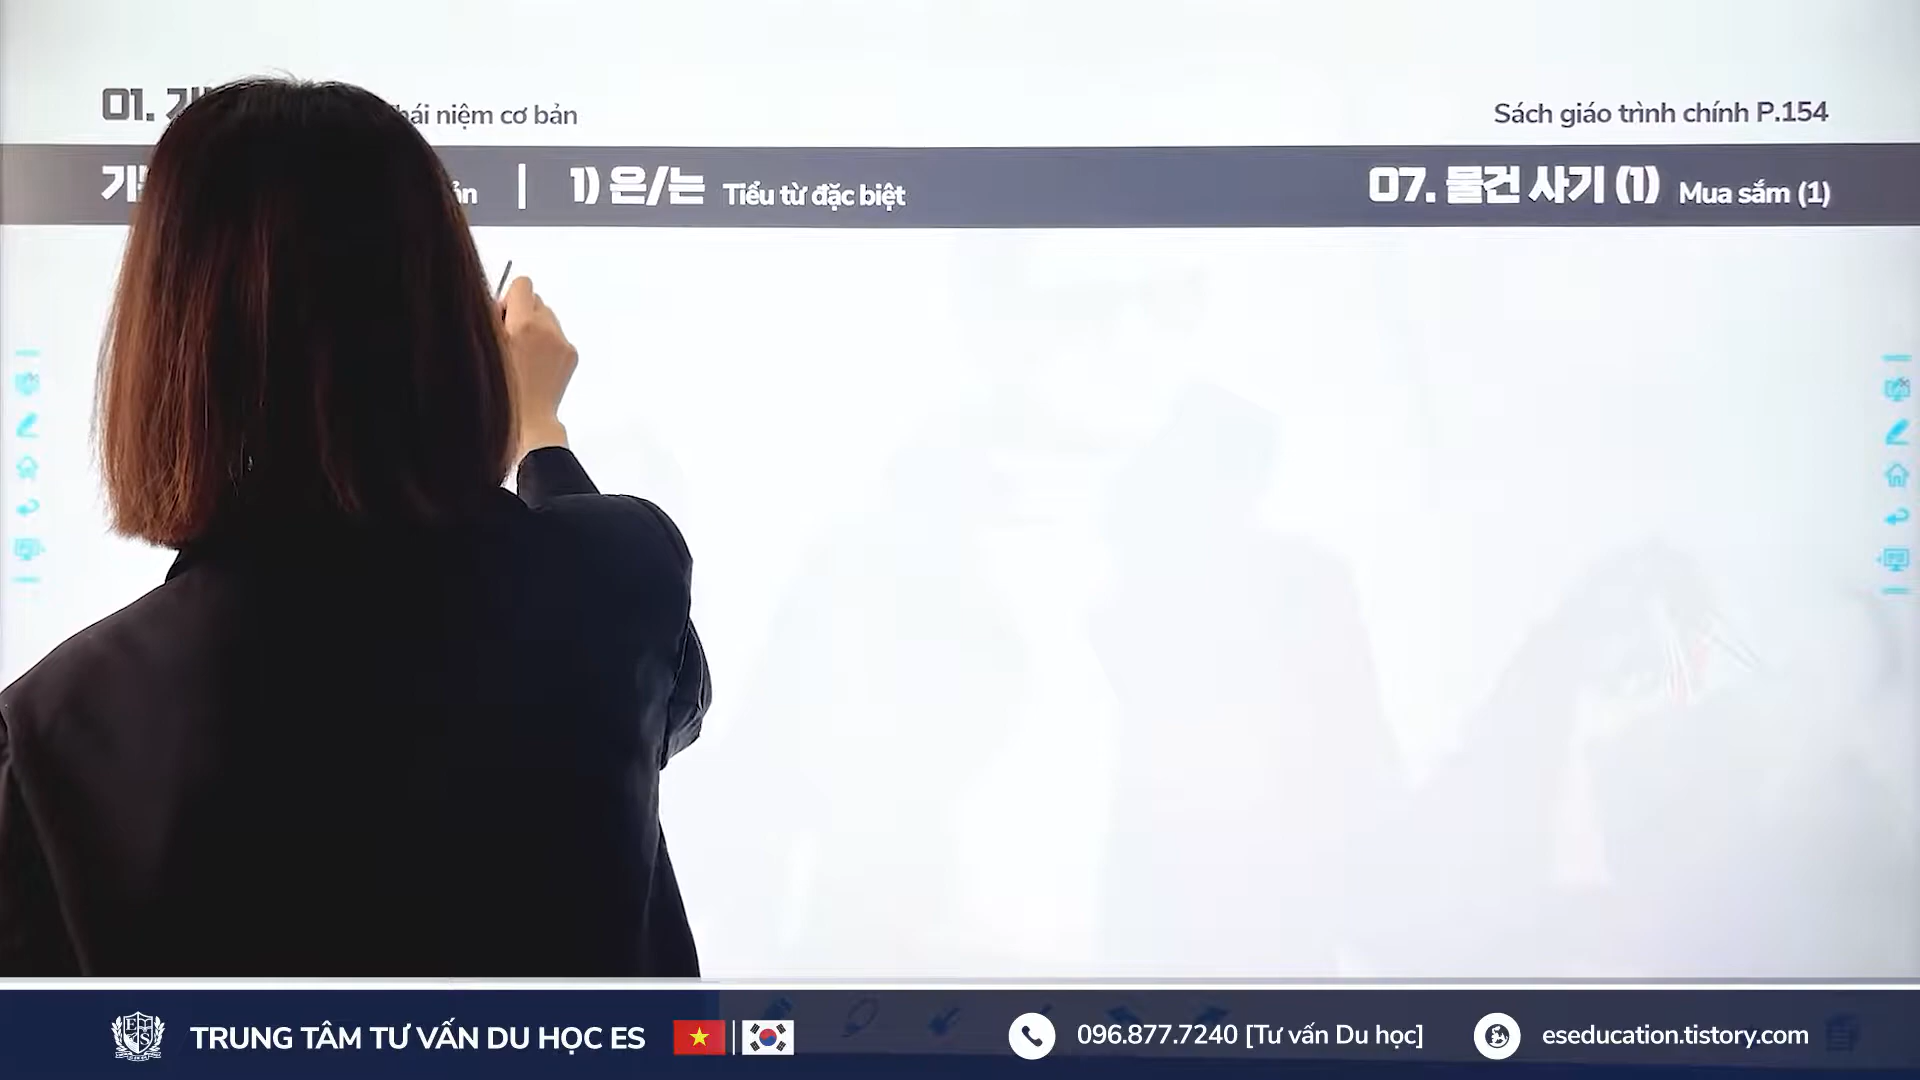 01.
niệm cơ bản
Sách giáo trình chính P.154
1) 은/는 Tiểu từ đặc biệt
07. 물건 사기 (1) Mua sắm (1)
TRUNG TÂM TƯ VẤN DU HỌC ES
096.877.7240 [Tư vấn Du học]
eseducation.tistory.com